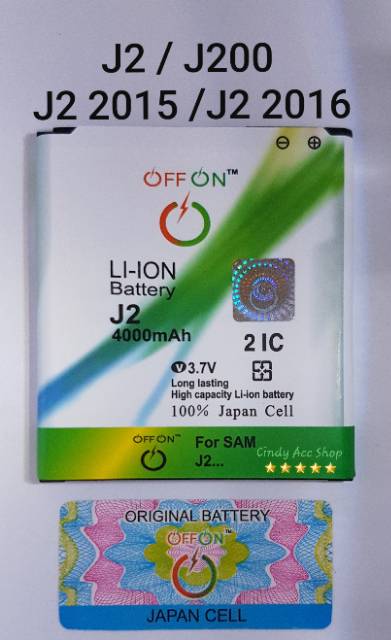 J2 / J200
J2 2015 /J2 2016
OFF ON™
LI-ION
Battery
J2
4000mAh
2 IC
V 3.7V
Long lasting
High capacity Li-ion battery
100% Japan Cell
OFF ON™
For SAM
J2...
Cindy Acc Shop
ORIGINAL BATTERY
OFF ON™
JAPAN CELL